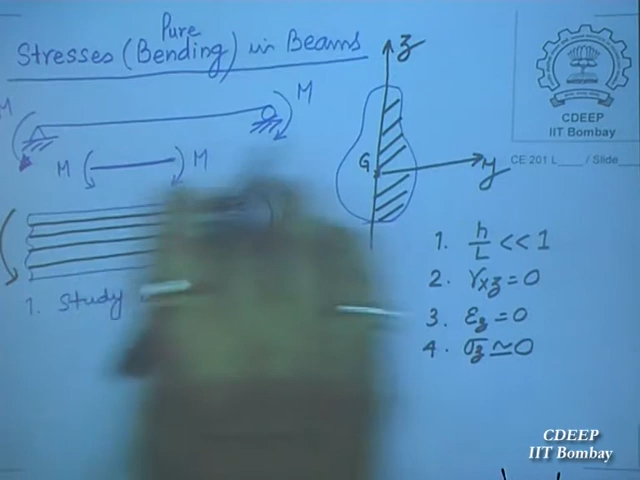 Pure
Stresses (Bending) in Beams
M
M
M
M
1. Study
z
G
y
1. h/L << 1
2. γxz = 0
3. εz = 0
4. σz ≃ 0
CDEEP
IIT Bombay
CE 201 L____ / Slide____
CDEEP
IIT Bombay